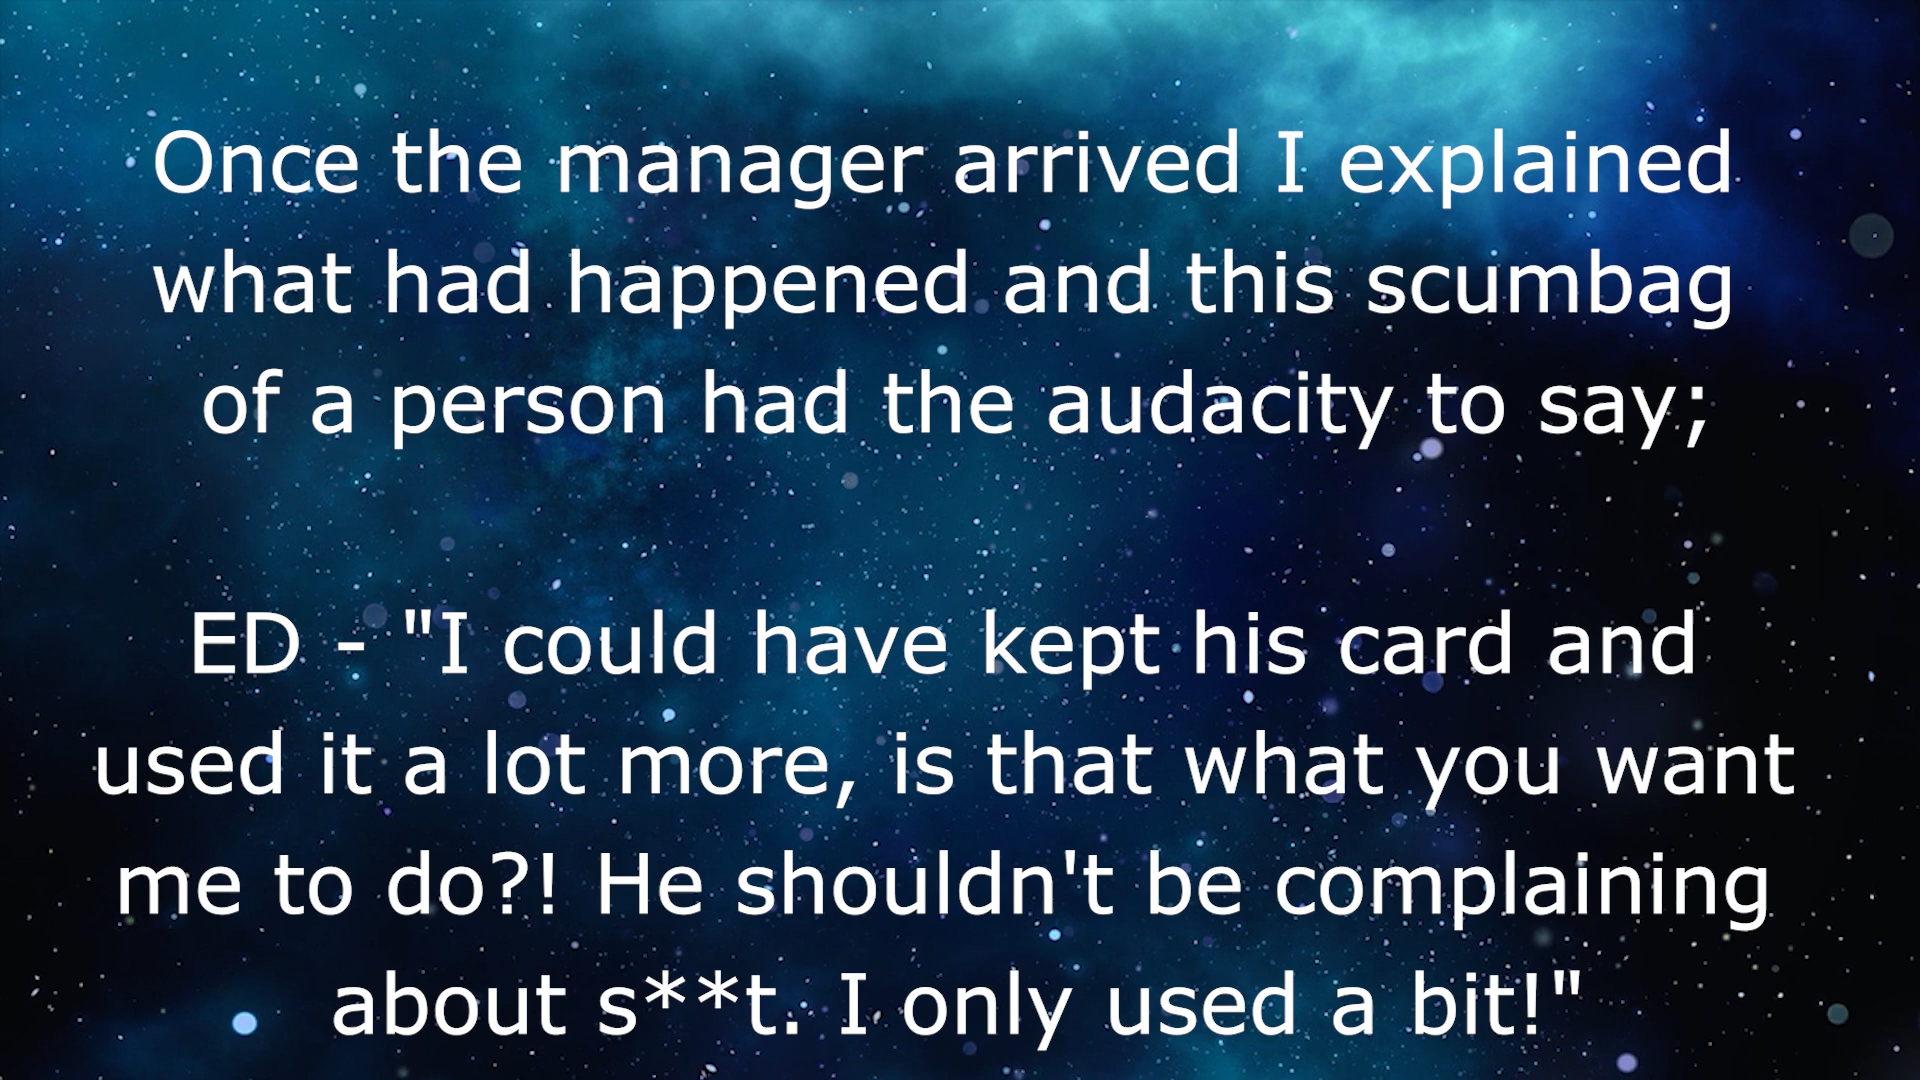 Once the manager arrived I explained
what had happened and this scumbag
of a person had the audacity to say;
ED - "I could have kept his card and
used it a lot more, is that what you want
me to do?! He shouldn't be complaining
about s**t. I only used a bit!"